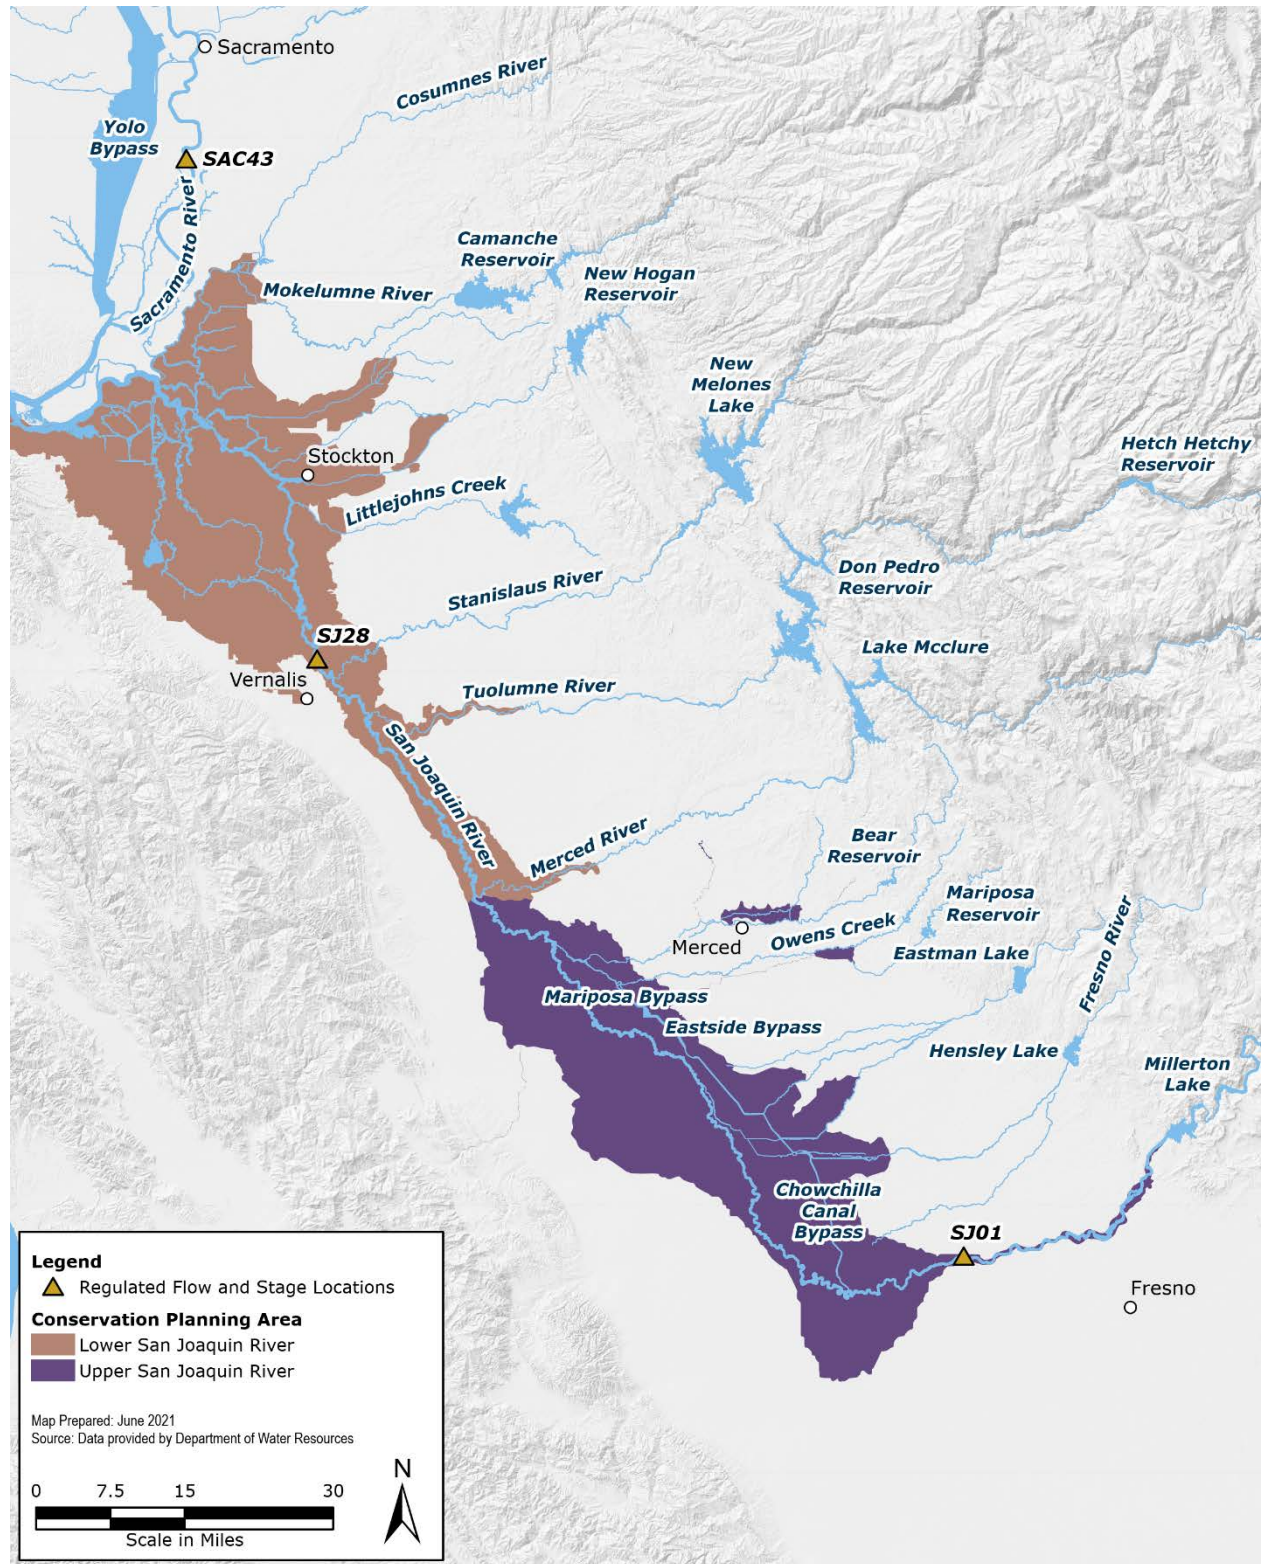 Sacramento
Cosumnes River
Yolo
Bypass
SAC43
Sacramento River
Camanche
Reservoir
New Hogan
Reservoir
Mokelumne River
New
Melones
Lake
Hetch Hetchy
Reservoir
Stockton
Littlejohns Creek
Don Pedro
Reservoir
Stanislaus River
SJ28
Lake Mcclure
Vernalis
Tuolumne River
San Joaquin River
Merced River
Bear
Reservoir
Mariposa
Reservoir
Fresno River
Merced
Owens Creek
Eastman Lake
Mariposa Bypass
Eastside Bypass
Hensley Lake
Millerton
Lake
Chowchilla
Canal
Bypass
SJ01
Fresno
Legend
Regulated Flow and Stage Locations
Conservation Planning Area
Lower San Joaquin River
Upper San Joaquin River
Map Prepared: June 2021
Source: Data provided by Department of Water Resources
N
0 7.5 15 30
Scale in Miles